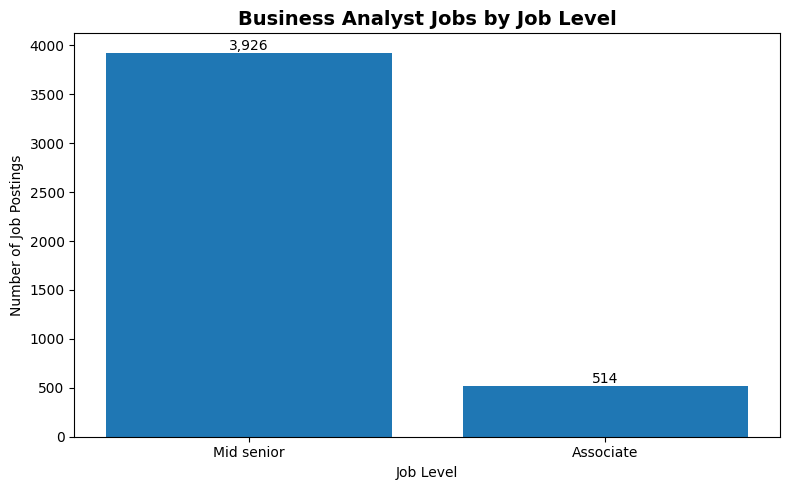 Business Analyst Jobs by Job Level
Number of Job Postings
4000
3500
3000
2500
2000
1500
1000
500
0
3,926
514
Mid senior
Associate
Job Level